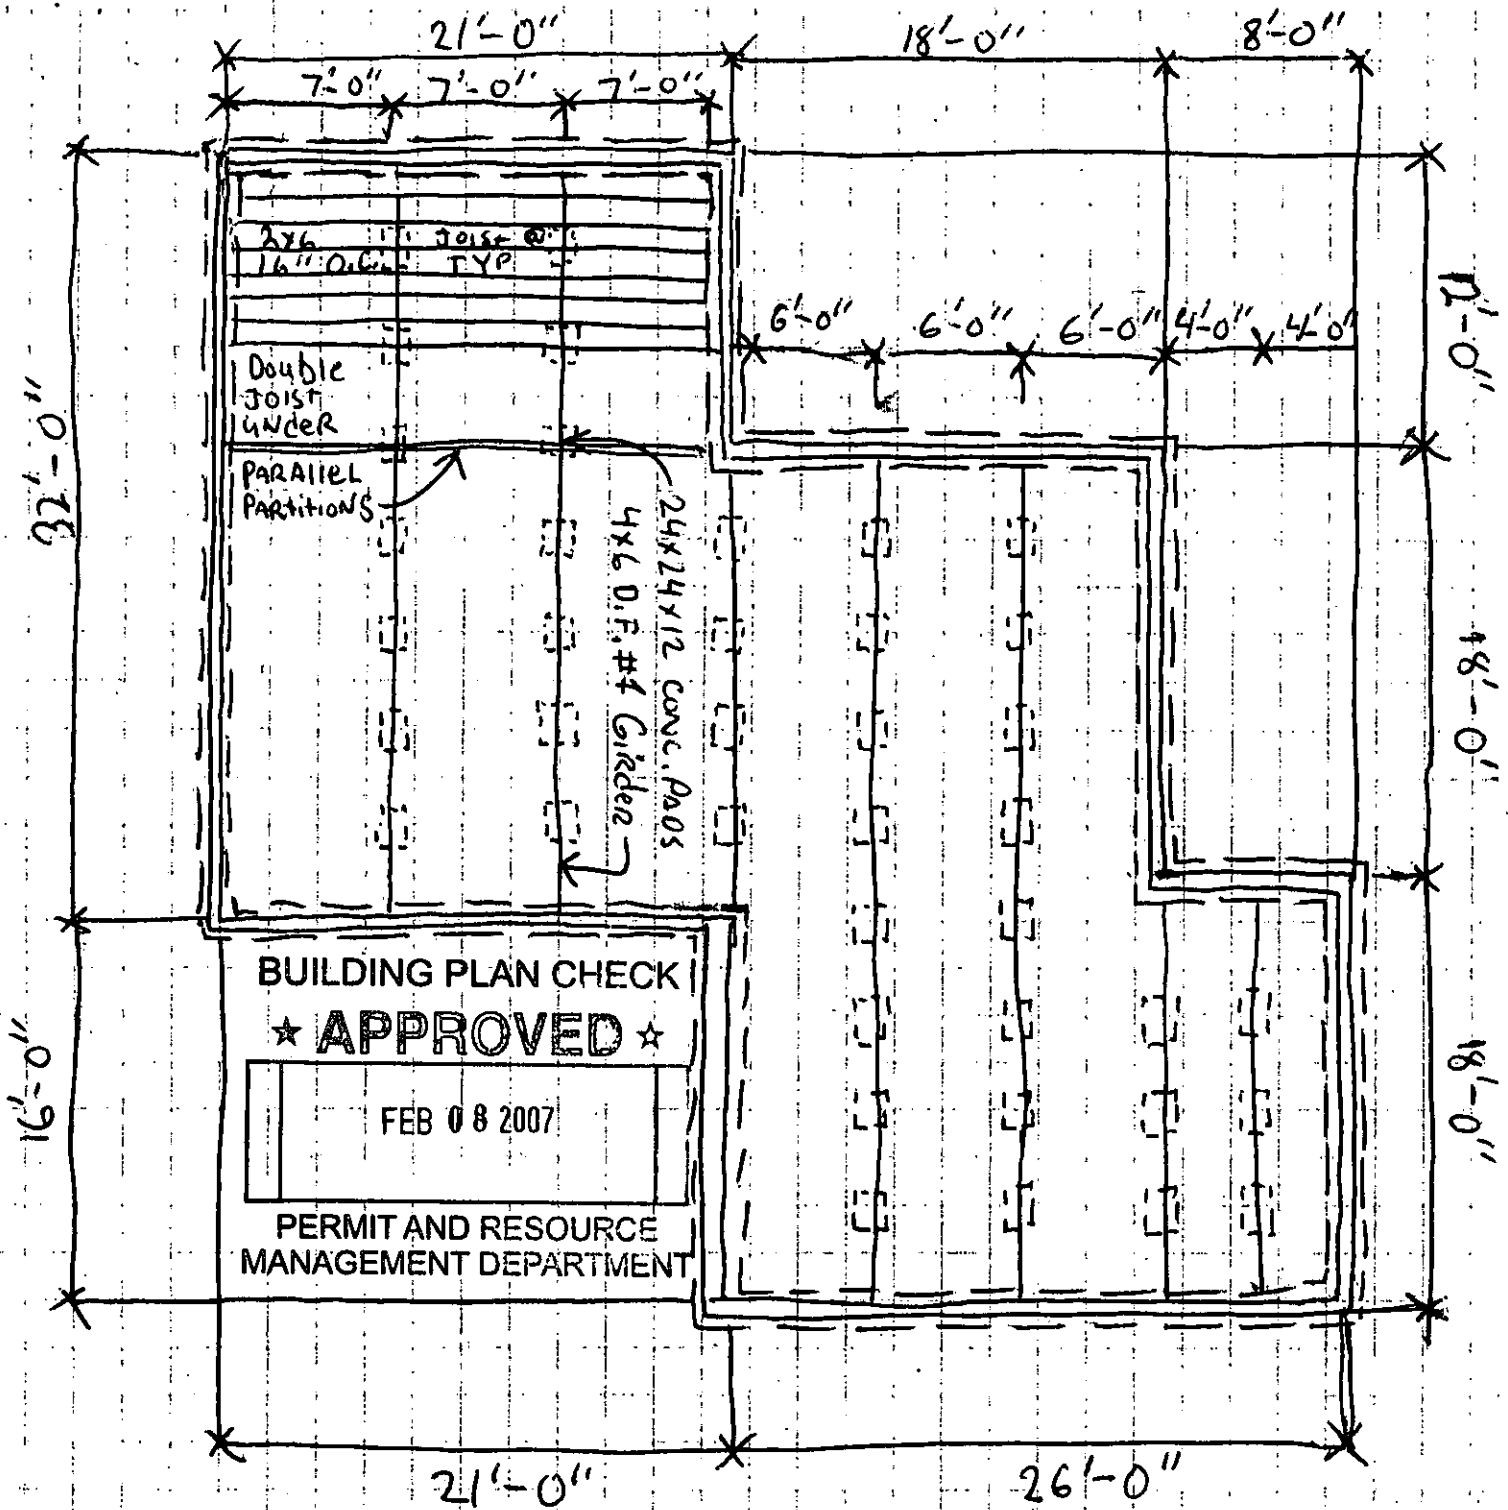 21'-0"
18'-0"
8'-0"
7'-0"
7'-0"
7'-0"
2x6 Joist @
16" O.C. TYP
6'-0"
6'-0"
6'-0"
4'-0"
4'-0"
12'-0"
Double
Joist
UNDER
PARALLEL
PARTITIONS
32'-0"
24x24x12 conc. PADS
4x6 D.F. #1 Girder
18'-0"
16'-0"
18'-0"
BUILDING PLAN CHECK
★ APPROVED ☆
FEB 08 2007
PERMIT AND RESOURCE
MANAGEMENT DEPARTMENT
21'-0"
26'-0"